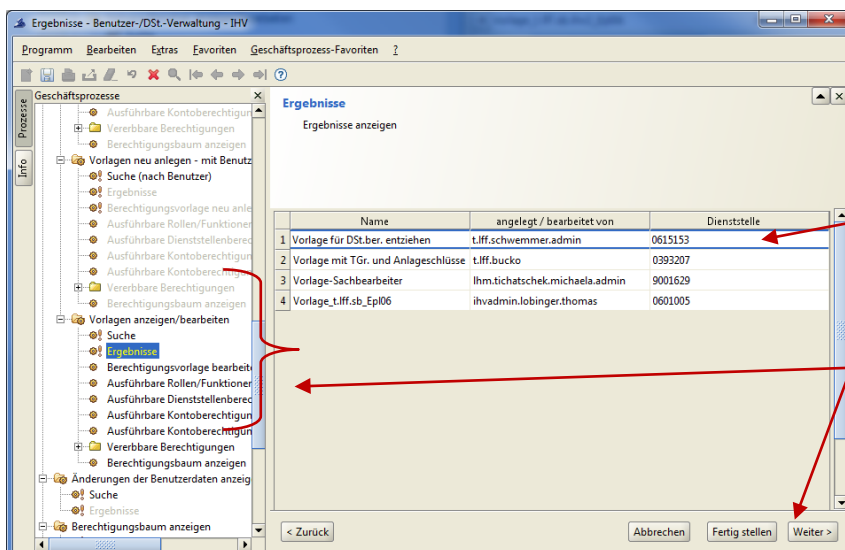 Ergebnisse - Benutzer-/DSt.-Verwaltung - IHV
Programm Bearbeiten Extras Favoriten Geschäftsprozess-Favoriten ?
Prozesse
Info
Geschäftsprozesse
Ausführbare Kontoberechtigun
Vererbbare Berechtigungen
Berechtigungsbaum anzeigen
Vorlagen neu anlegen - mit Benutz
Suche (nach Benutzer)
Ergebnisse
Berechtigungsvorlage neu anle
Ausführbare Rollen/Funktioner
Ausführbare Dienststellenberec
Ausführbare Kontoberechtigun
Ausführbare Kontoberechtigun
Vererbbare Berechtigungen
Berechtigungsbaum anzeigen
Vorlagen anzeigen/bearbeiten
Suche
Ergebnisse
Berechtigungsvorlage bearbeite
Ausführbare Rollen/Funktioner
Ausführbare Dienststellenberec
Ausführbare Kontoberechtigun
Ausführbare Kontoberechtigun
Vererbbare Berechtigungen
Berechtigungsbaum anzeigen
Änderungen der Benutzerdaten anzeig
Suche
Ergebnisse
Berechtigungsbaum anzeigen
Ergebnisse
Ergebnisse anzeigen
Name angelegt / bearbeitet von Dienststelle
1 Vorlage für DSt.ber. entziehen t.lff.schwemmer.admin 0615153
2 Vorlage mit TGr. und Anlageschlüsse t.lff.bucko 0393207
3 Vorlage-Sachbearbeiter lhm.tichatschek.michaela.admin 9001629
4 Vorlage_t.lff.sb_Epl06 ihvadmin.lobinger.thomas 0601005
< Zurück Abbrechen Fertig stellen Weiter >